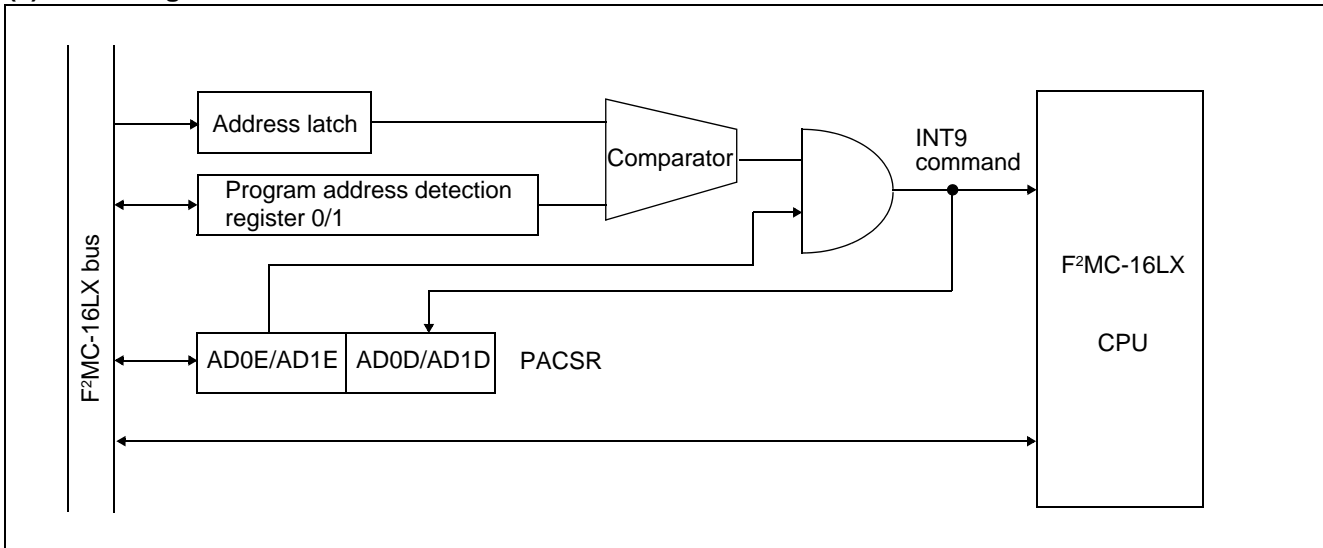 Address latch
Comparator
INT9
command
Program address detection
register 0/1
F²MC-16LX bus
F²MC-16LX
CPU
AD0E/AD1E
AD0D/AD1D
PACSR